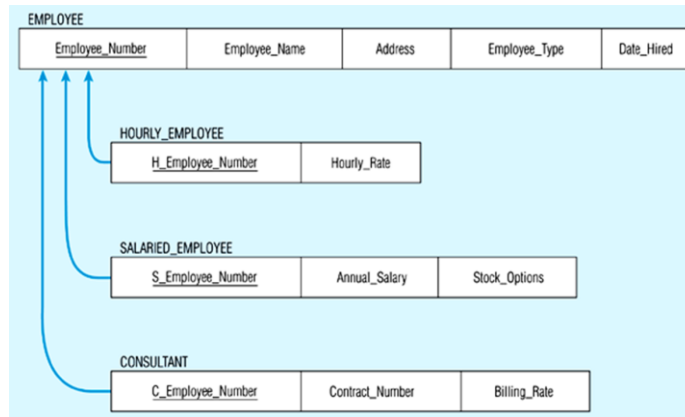 EMPLOYEE
Employee_Number Employee_Name Address Employee_Type Date_Hired
HOURLY_EMPLOYEE
H_Employee_Number Hourly_Rate
SALARIED_EMPLOYEE
S_Employee_Number Annual_Salary Stock_Options
CONSULTANT
C_Employee_Number Contract_Number Billing_Rate